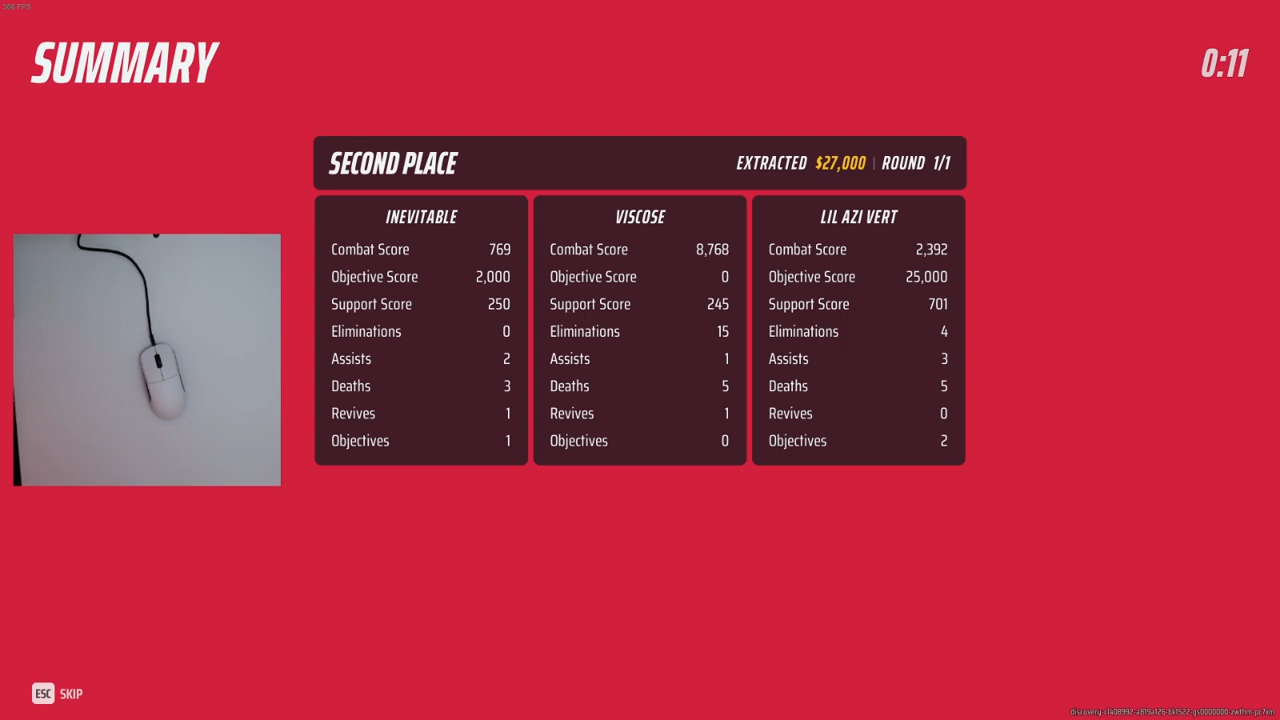 306 FPS
SUMMARY
0:11
SECOND PLACE
EXTRACTED $27,000 | ROUND 1/1
INEVITABLE
Combat Score 769
Objective Score 2,000
Support Score 250
Eliminations 0
Assists 2
Deaths 3
Revives 1
Objectives 1
VISCOSE
Combat Score 8,768
Objective Score 0
Support Score 245
Eliminations 15
Assists 1
Deaths 5
Revives 1
Objectives 0
LIL AZI VERT
Combat Score 2,392
Objective Score 25,000
Support Score 701
Eliminations 4
Assists 3
Deaths 5
Revives 0
Objectives 2
ESC SKIP